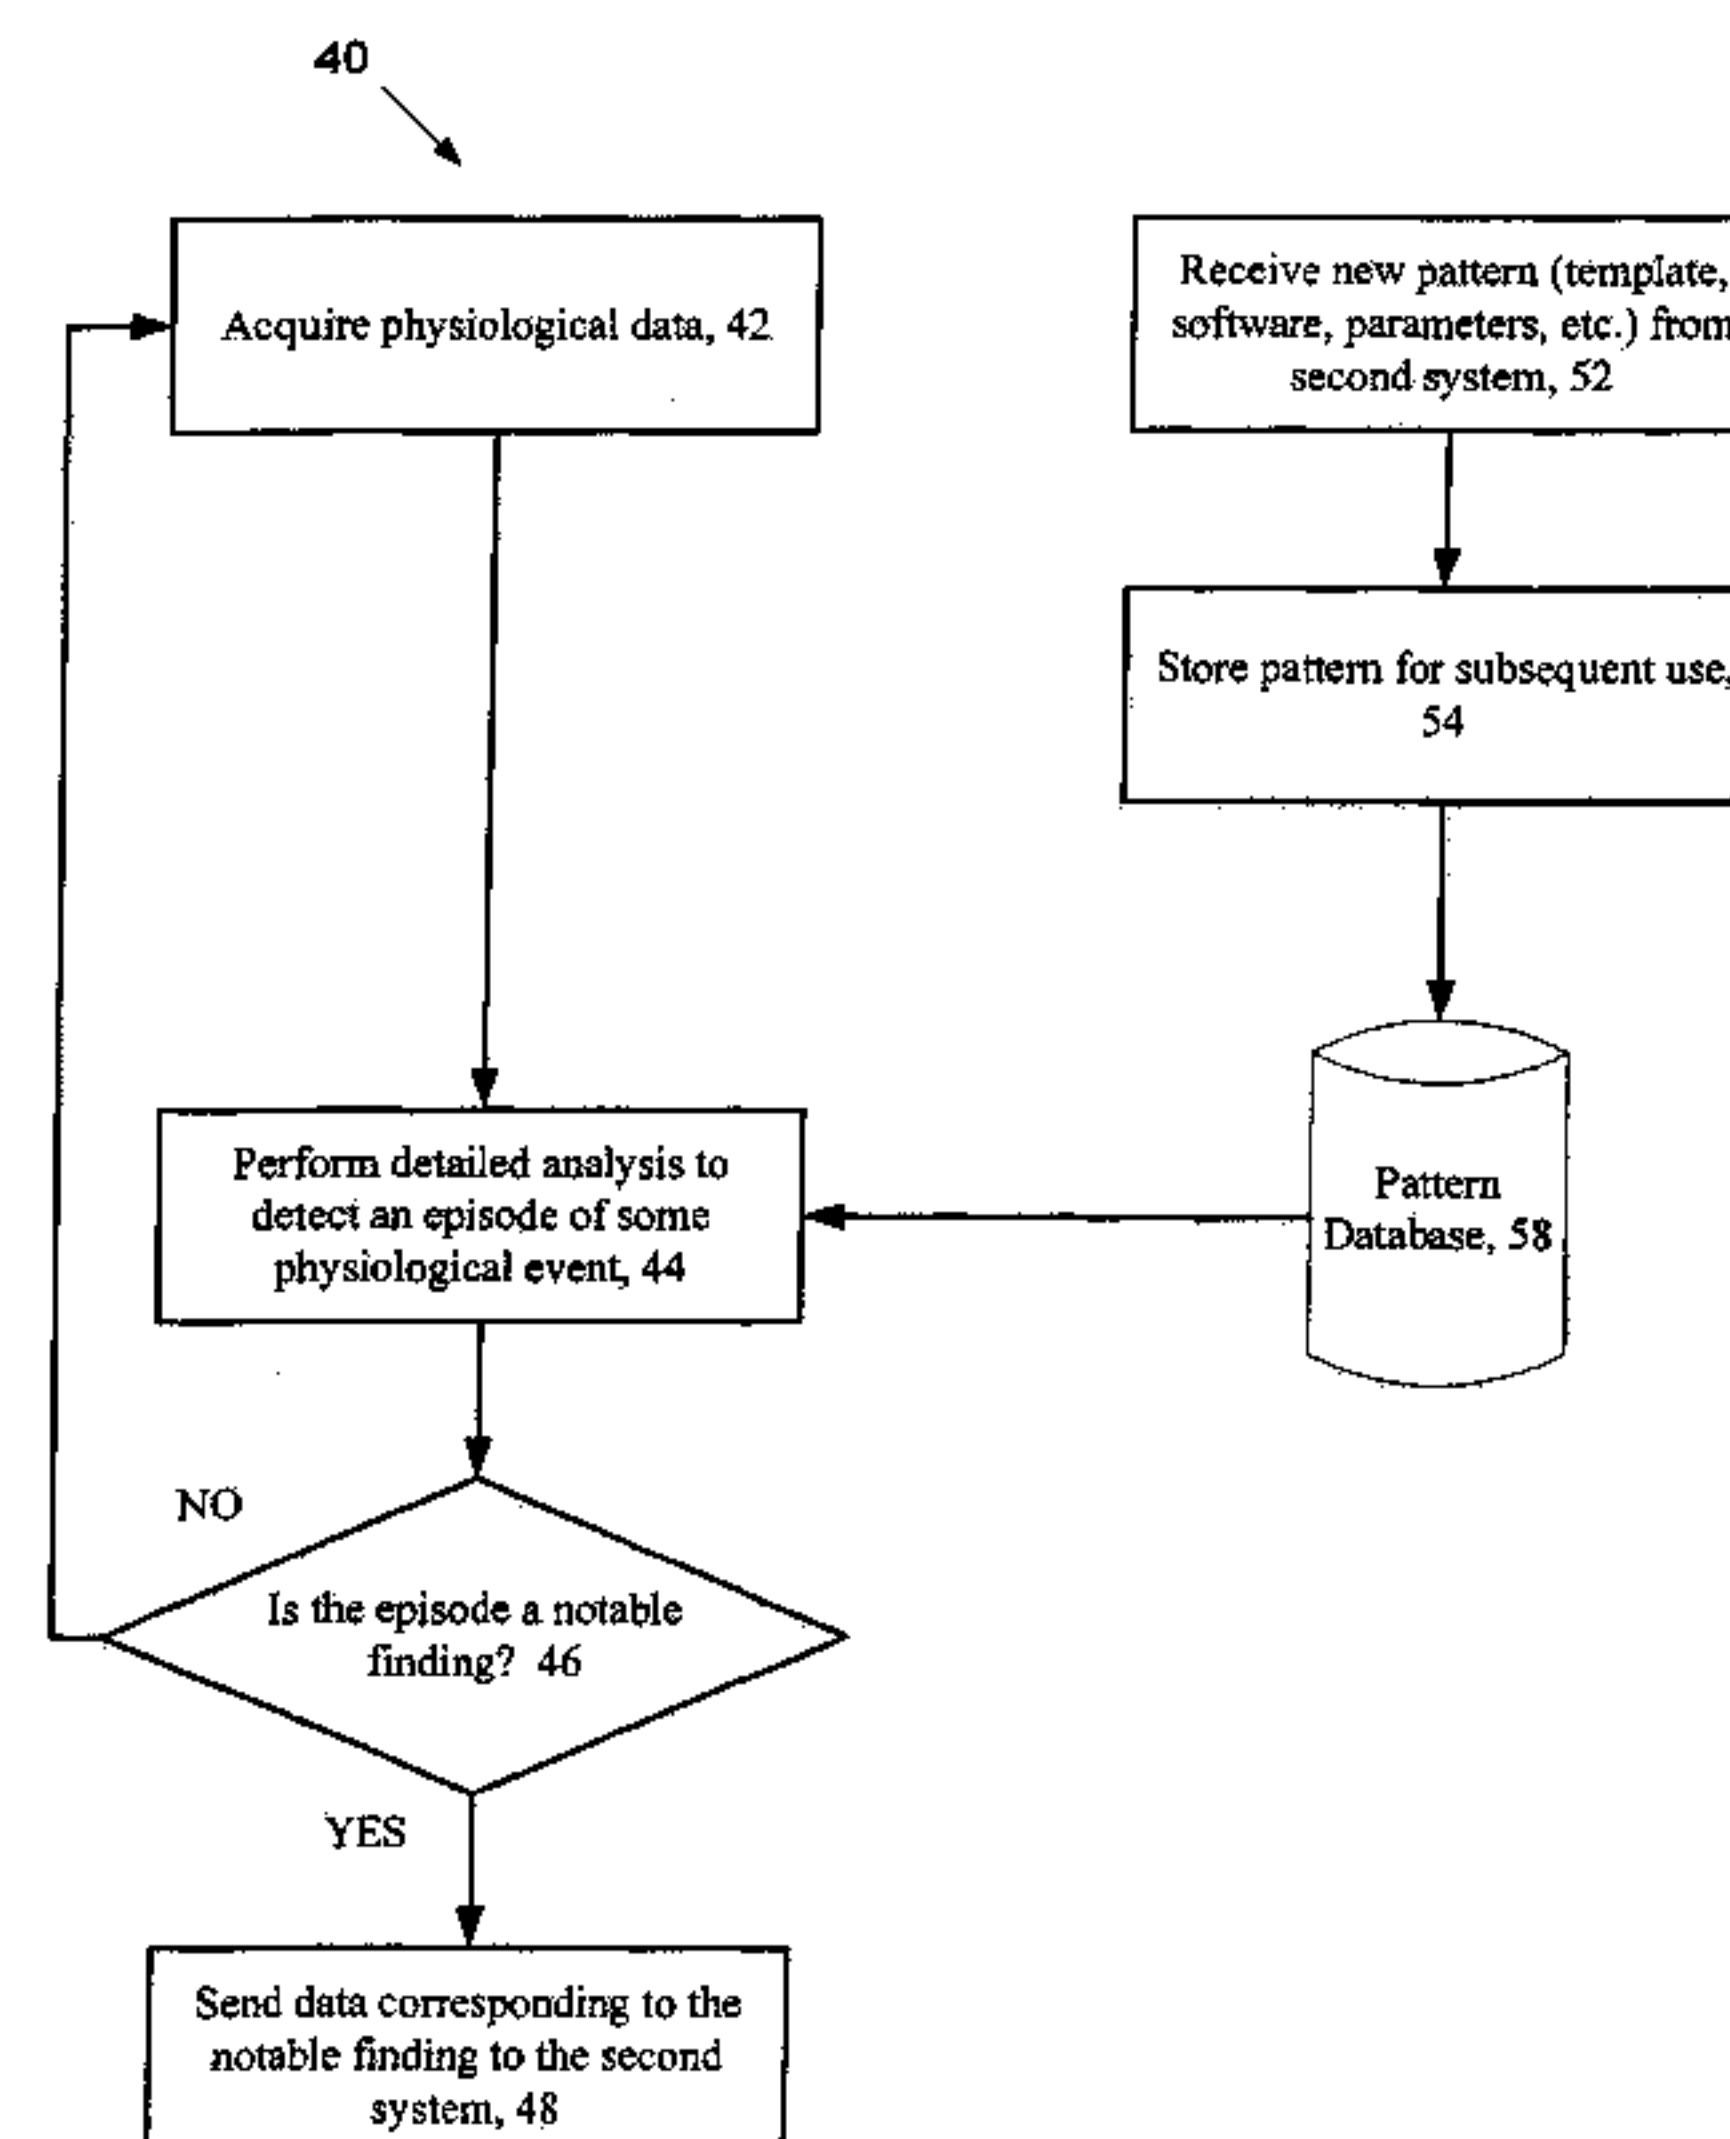 40
Acquire physiological data, 42
Receive new pattern (template,
software, parameters, etc.) from
second system, 52
Store pattern for subsequent use,
54
Perform detailed analysis to
detect an episode of some
physiological event, 44
Pattern
Database, 58
NO
Is the episode a notable
finding? 46
YES
Send data corresponding to the
notable finding to the second
system, 48